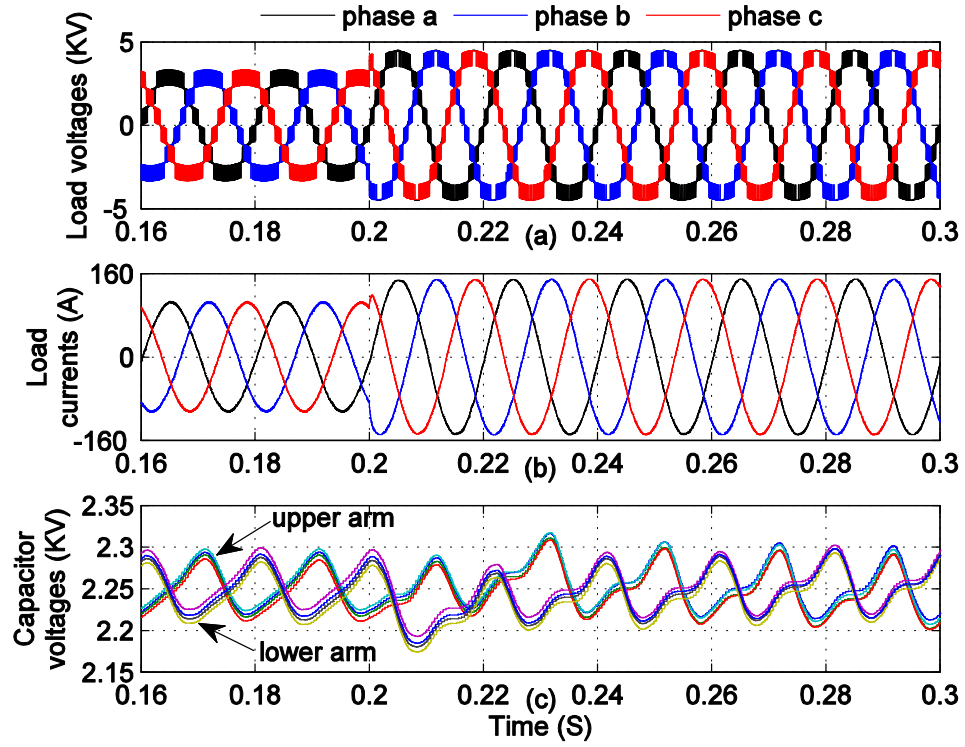 phase a phase b phase c
Load voltages (KV)
5
0
-5
0.16 0.18 0.2 0.22 0.24 0.26 0.28 0.3
(a)
Load
currents (A)
160
0
-160
0.16 0.18 0.2 0.22 0.24 0.26 0.28 0.3
(b)
Capacitor
voltages (KV)
2.35
2.3
2.25
2.2
2.15
upper arm
lower arm
0.16 0.18 0.2 0.22 0.24 0.26 0.28 0.3
(c)
Time (S)